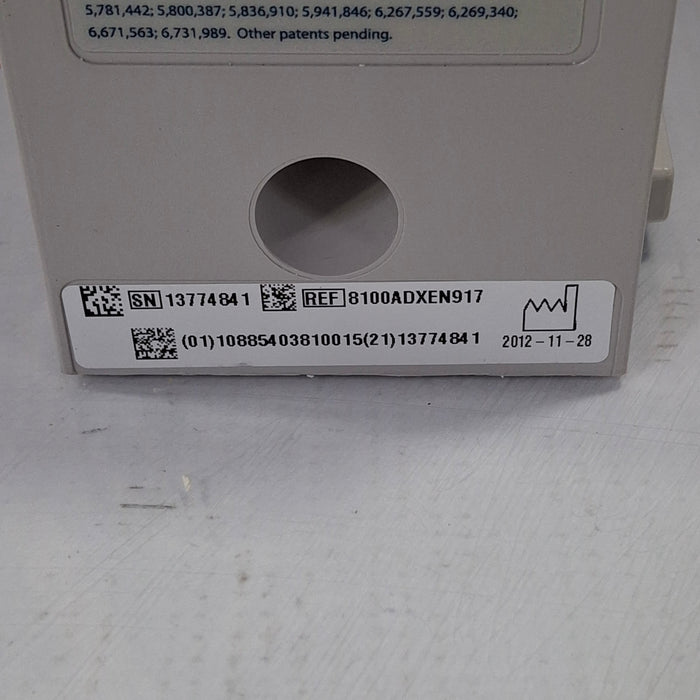 5,781,442; 5,800,387; 5,836,910; 5,941,846; 6,267,559; 6,269,340;
6,671,563; 6,731,989. Other patents pending.
SN 13774841 REF 8100ADXEN917
(01)10885403810015(21)13774841 2012-11-28